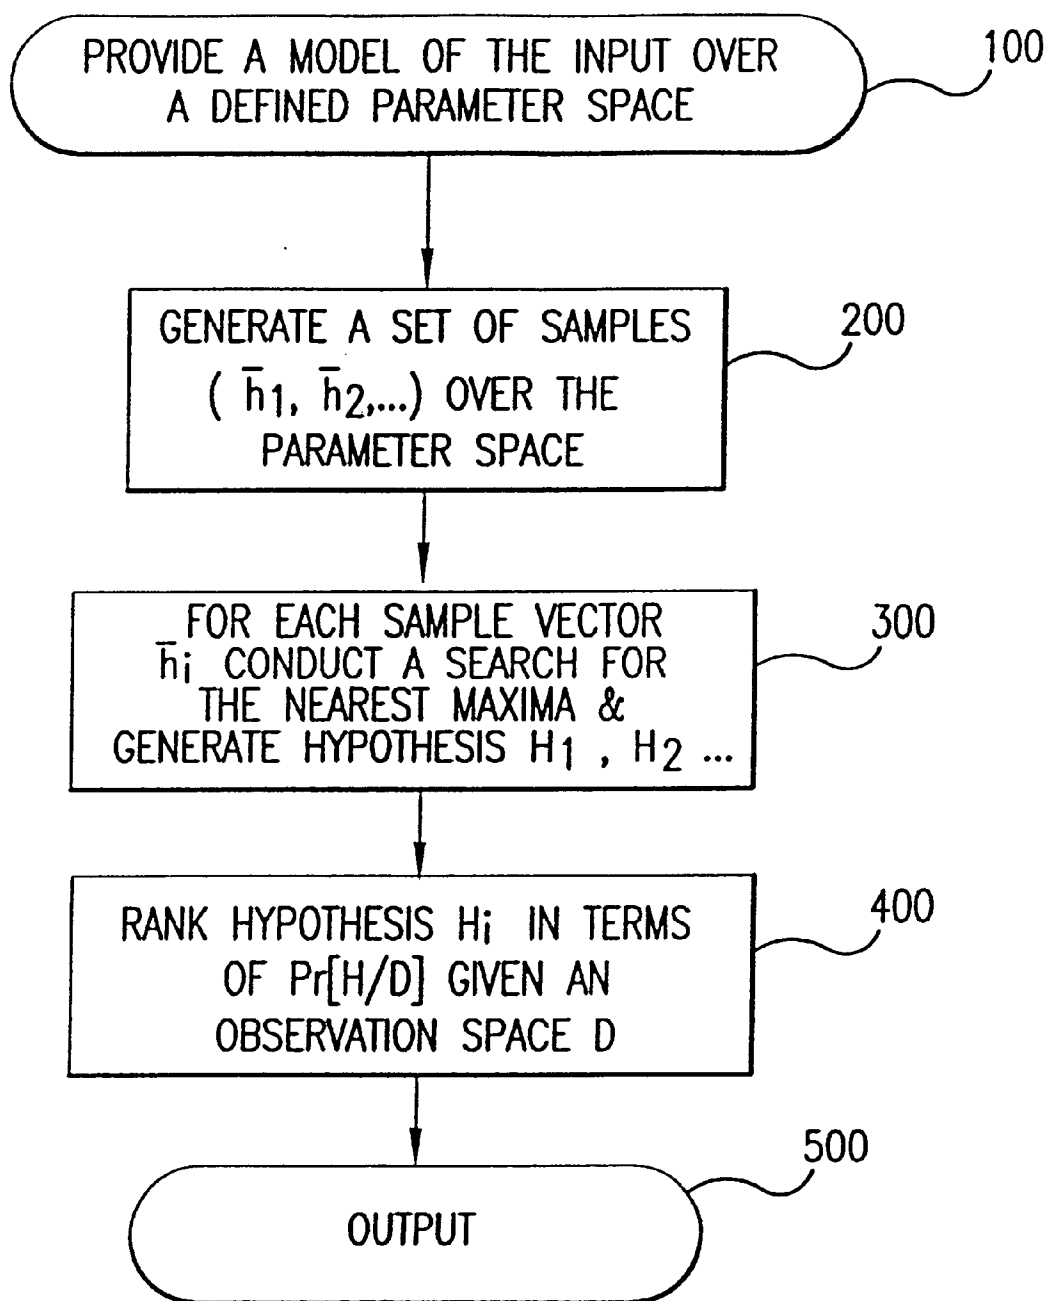 PROVIDE A MODEL OF THE INPUT OVER
A DEFINED PARAMETER SPACE
100
GENERATE A SET OF SAMPLES
( h̅1, h̅2,...) OVER THE
PARAMETER SPACE
200
FOR EACH SAMPLE VECTOR
h̅i CONDUCT A SEARCH FOR
THE NEAREST MAXIMA &
GENERATE HYPOTHESIS H1 , H2 ...
300
RANK HYPOTHESIS Hi IN TERMS
OF Pr[H/D] GIVEN AN
OBSERVATION SPACE D
400
OUTPUT
500